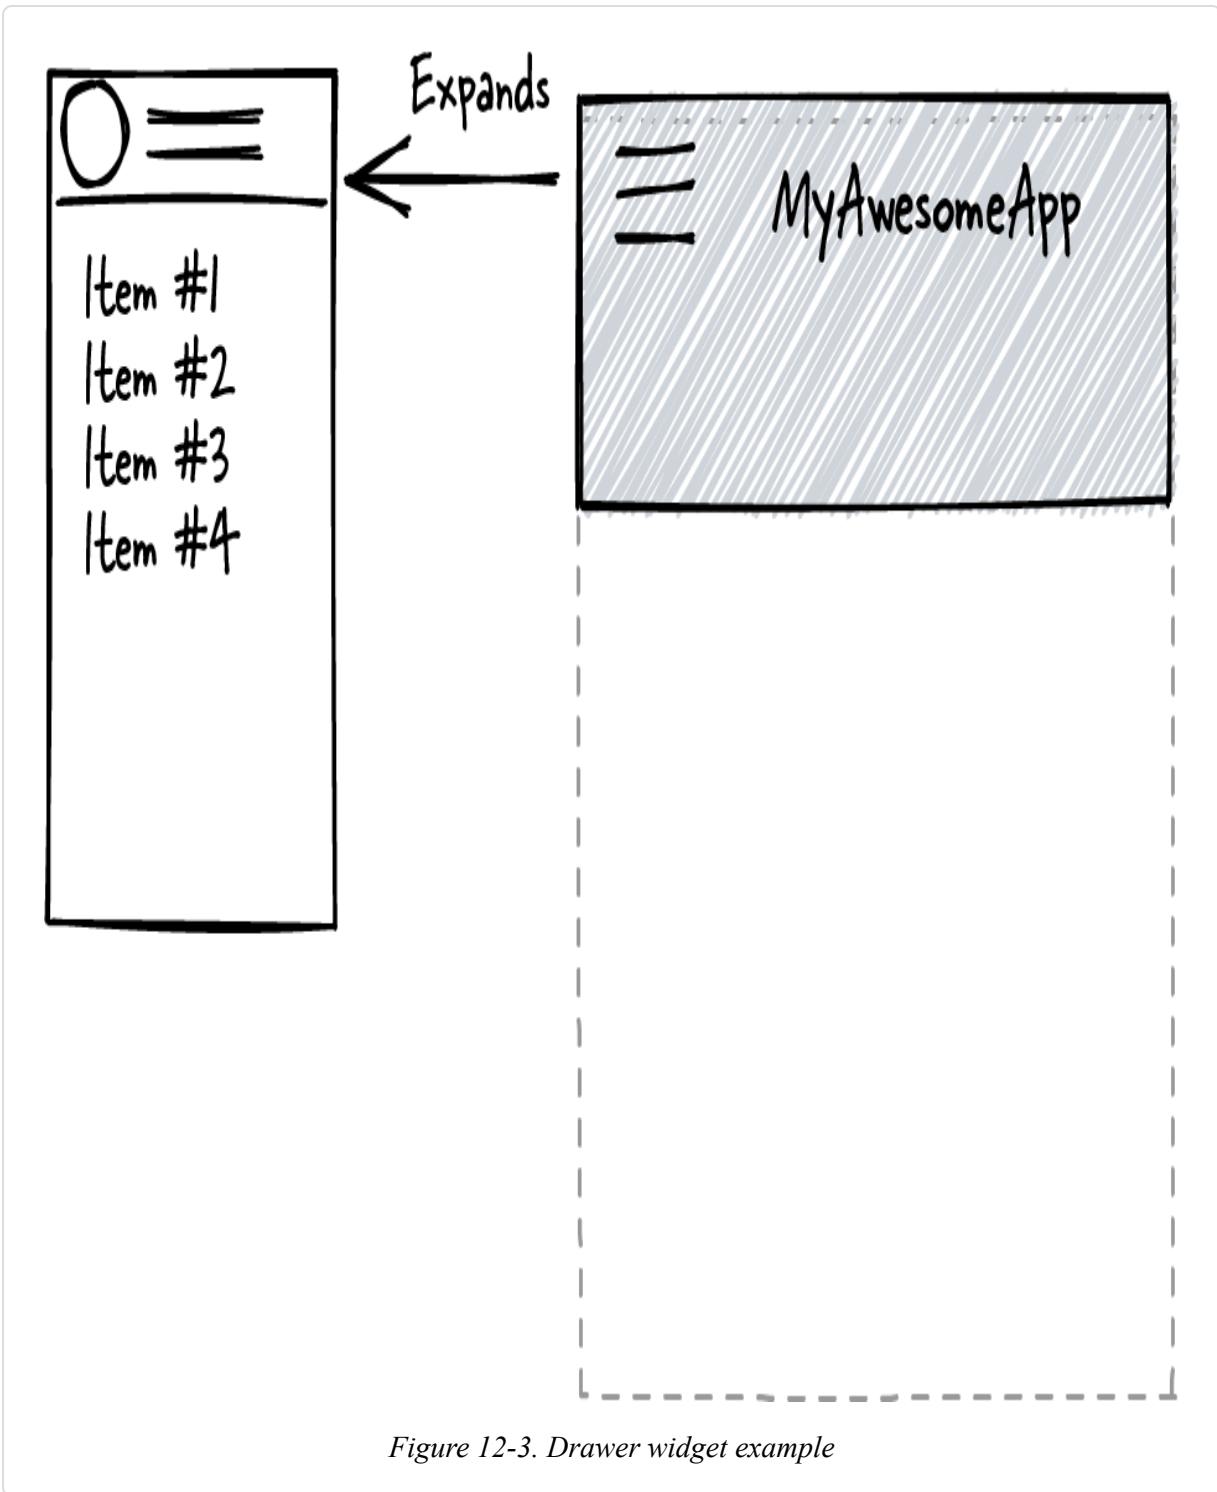 Expands
MyAwesomeApp
Item #1
Item #2
Item #3
Item #4
Figure 12-3. Drawer widget example